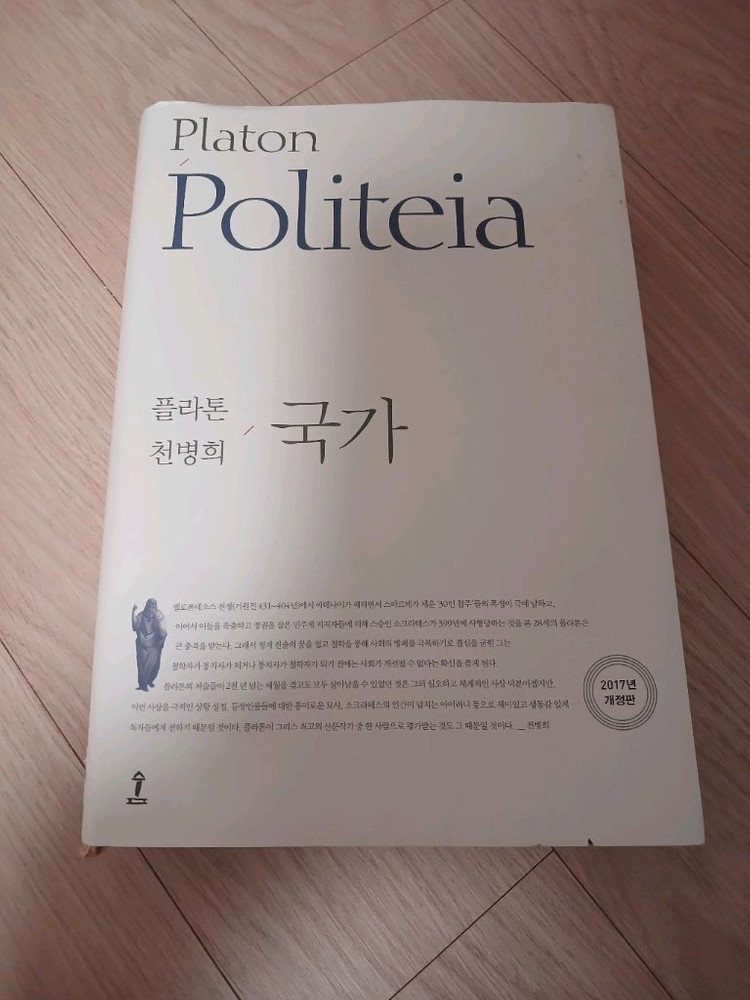 Platon
Politeia
플라톤
천병희
국가
펠로폰네소스 전쟁(기원전 431~404년)에서 아테나이가 패하면서 스파르테가 세운 '30인 참주'들의 폭정이 극에 달하고,
이어서 이들을 축출하고 정권을 잡은 민주제 지지자들에 의해 스승인 소크라테스가 399년에 사형당하는 것을 본 28세의 플라톤은
큰 충격을 받는다. 그래서 정계 진출의 꿈을 접고 철학을 통해 사회의 병폐를 극복하기로 결심을 굳힌 그는
철학자가 통치자가 되거나 통치자가 철학자가 되기 전에는 사회가 개선될 수 없다는 확신을 품게 된다.
플라톤의 저술들이 2천 년 넘는 세월을 겪고도 모두 살아남을 수 있었던 것은 그의 심오하고 체계적인 사상 덕분이겠지만,
이런 사상을 극적인 상황 설정, 등장인물들에 대한 흥미로운 묘사, 소크라테스의 인간미 넘치는 아이러니 등으로 재미있고 생동감 있게
독자들에게 전하기 때문일 것이다. 플라톤이 그리스 최고의 산문작가 중 한 사람으로 평가받는 것도 그 때문일 것이다. _ 천병희
2017년
개정판